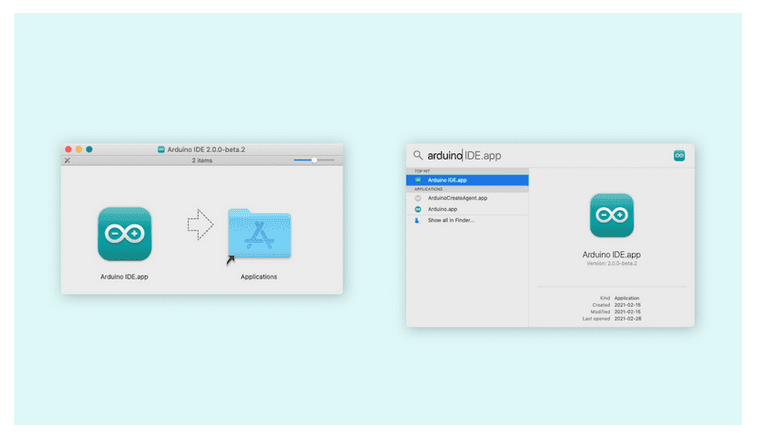 Arduino IDE 2.0.0-beta.2
2 items
Arduino IDE.app
Applications
arduino IDE.app
TOP HIT
Arduino IDE.app
APPLICATIONS
ArduinoCreateAgent.app
Arduino.app
Show all in Finder...
Arduino IDE.app
Version: 2.0.0-beta.2
Kind Application
Created 2021-02-15
Modified 2021-02-15
Last opened 2021-02-26